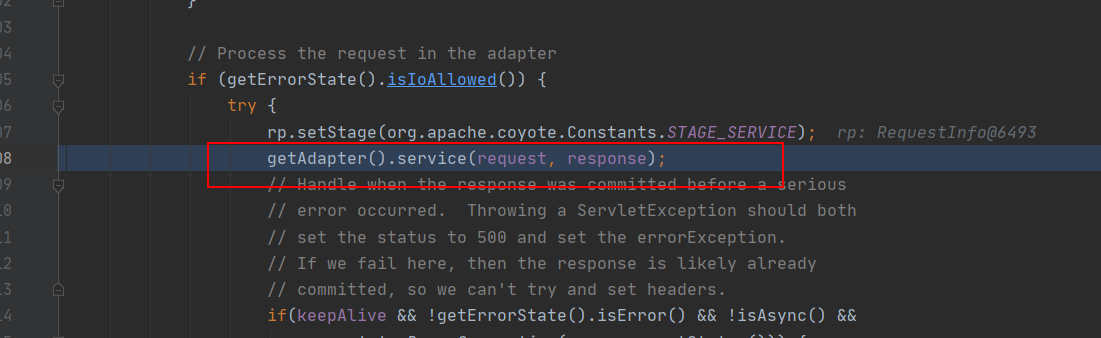 02 }
03
04 // Process the request in the adapter
05 if (getErrorState().isIoAllowed()) {
06 try {
07 rp.setStage(org.apache.coyote.Constants.STAGE_SERVICE); rp: RequestInfo@6493
08 getAdapter().service(request, response);
09 // Handle when the response was committed before a serious
10 // error occurred. Throwing a ServletException should both
11 // set the status to 500 and set the errorException.
12 // If we fail here, then the response is likely already
13 // committed, so we can't try and set headers.
14 if(keepAlive && !getErrorState().isError() && !isAsync() &&